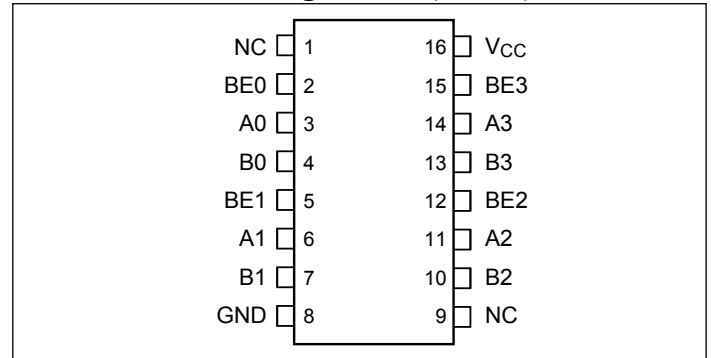 NC 1 16 VCC
BE0 2 15 BE3
A0 3 14 A3
B0 4 13 B3
BE1 5 12 BE2
A1 6 11 A2
B1 7 10 B2
GND 8 9 NC